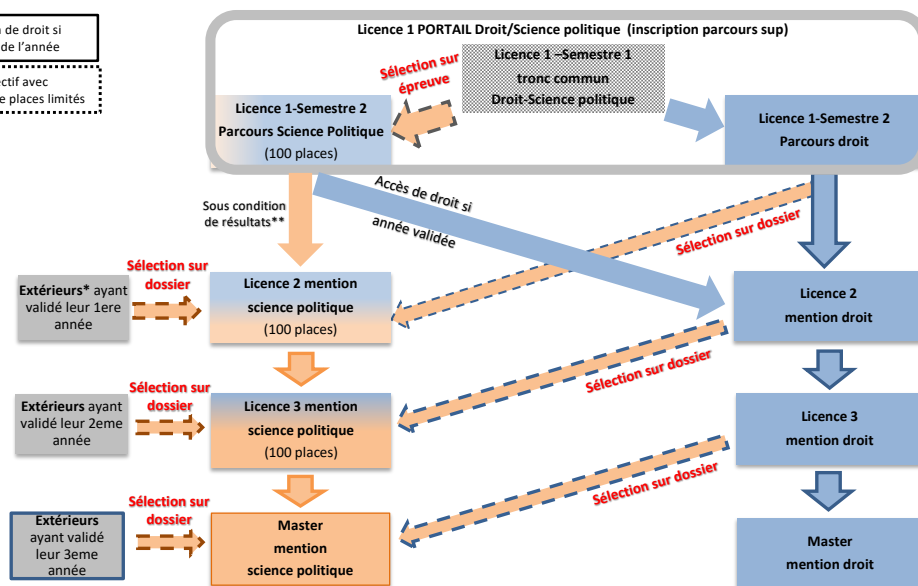 de droit si
de l'année
ectif avec
e places limités
Licence 1 PORTAIL Droit/Science politique (inscription parcours sup)
Licence 1 –Semestre 1
tronc commun
Droit-Science politique
Sélection sur
épreuve
Licence 1-Semestre 2
Parcours Science Politique
(100 places)
Licence 1-Semestre 2
Parcours droit
Sous condition
de résultats**
Accès de droit si
année validée
Sélection sur dossier
Extérieurs* ayant
validé leur 1ere
année
Sélection sur
dossier
Licence 2 mention
science politique
(100 places)
Licence 2
mention droit
Sélection sur dossier
Extérieurs ayant
validé leur 2eme
année
Sélection sur
dossier
Licence 3 mention
science politique
(100 places)
Licence 3
mention droit
Sélection sur dossier
Extérieurs
ayant validé
leur 3eme
année
Sélection sur
dossier
Master
mention
science politique
Master
mention droit